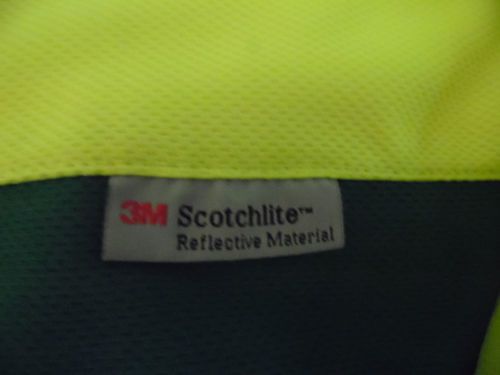 3M Scotchlite™
Reflective Material